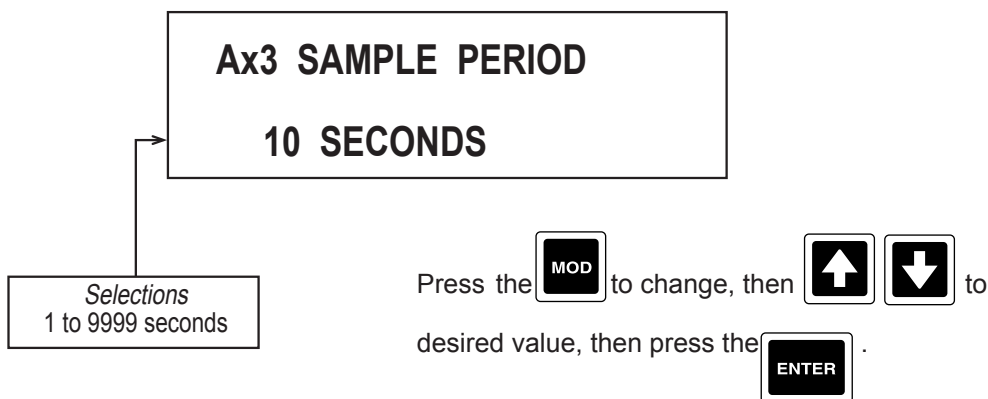 Ax3 SAMPLE PERIOD
10 SECONDS
Selections
1 to 9999 seconds
Press the MOD to change, then to
desired value, then press the ENTER .